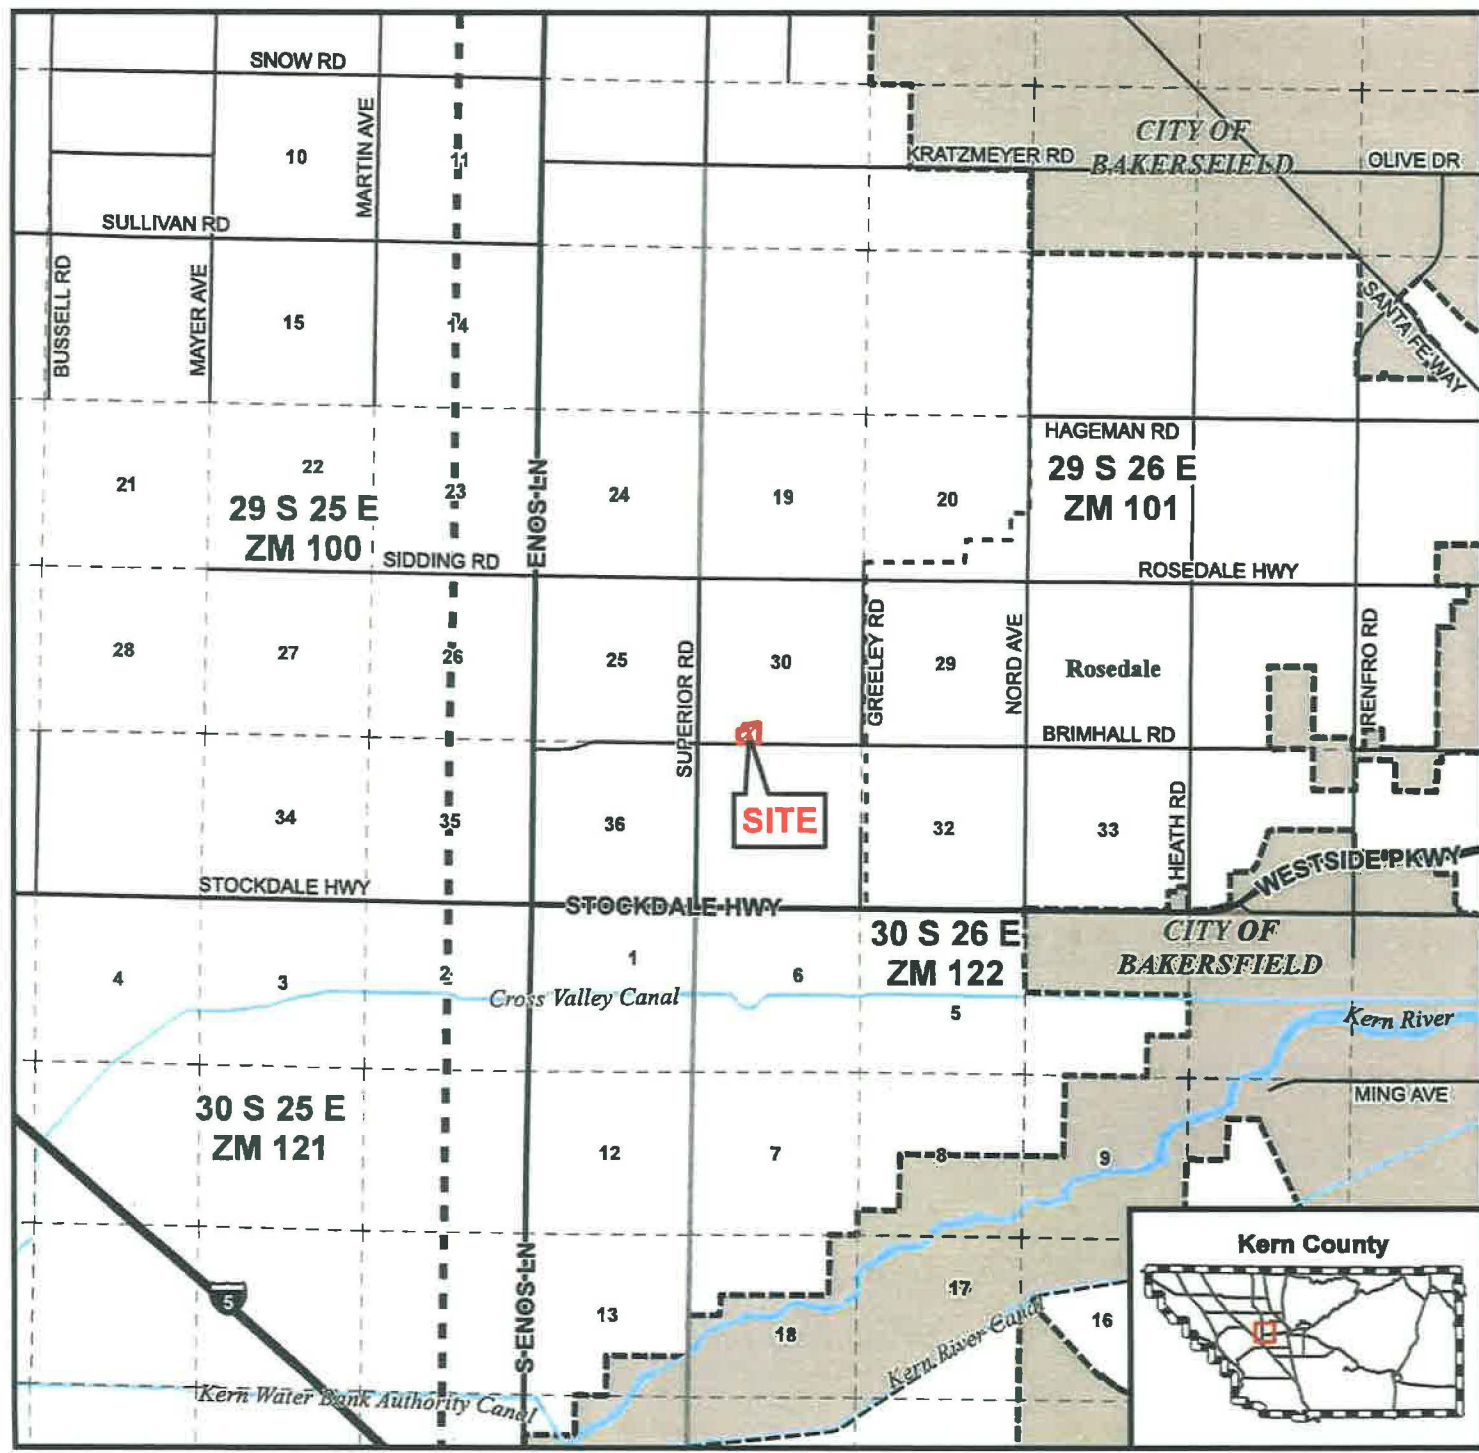 SNOW RD
MARTIN AVE
10
11
CITY OF
BAKERSFIELD
KRATZMEYER RD
OLIVE DR
SULLIVAN RD
BUSSELL RD
MAYER AVE
15
14
SANTA FE WAY
HAGEMAN RD
21
22
23
24
19
20
29 S 25 E
ZM 100
29 S 26 E
ZM 101
ENOS LN
SIDDING RD
ROSEDALE HWY
28
27
26
25
SUPERIOR RD
30
GREELEY RD
29
NORD AVE
Rosedale
RENFRO RD
BRIMHALL RD
SITE
34
35
36
32
33
HEATH RD
WESTSIDE PKWY
STOCKDALE HWY
STOCKDALE HWY
30 S 26 E
ZM 122
CITY OF
BAKERSFIELD
4
3
2
1
6
5
Cross Valley Canal
Kern River
MING AVE
30 S 25 E
ZM 121
12
7
8
9
S ENOS LN
5
13
18
17
16
Kern River Canal
Kern Water Bank Authority Canal
Kern County